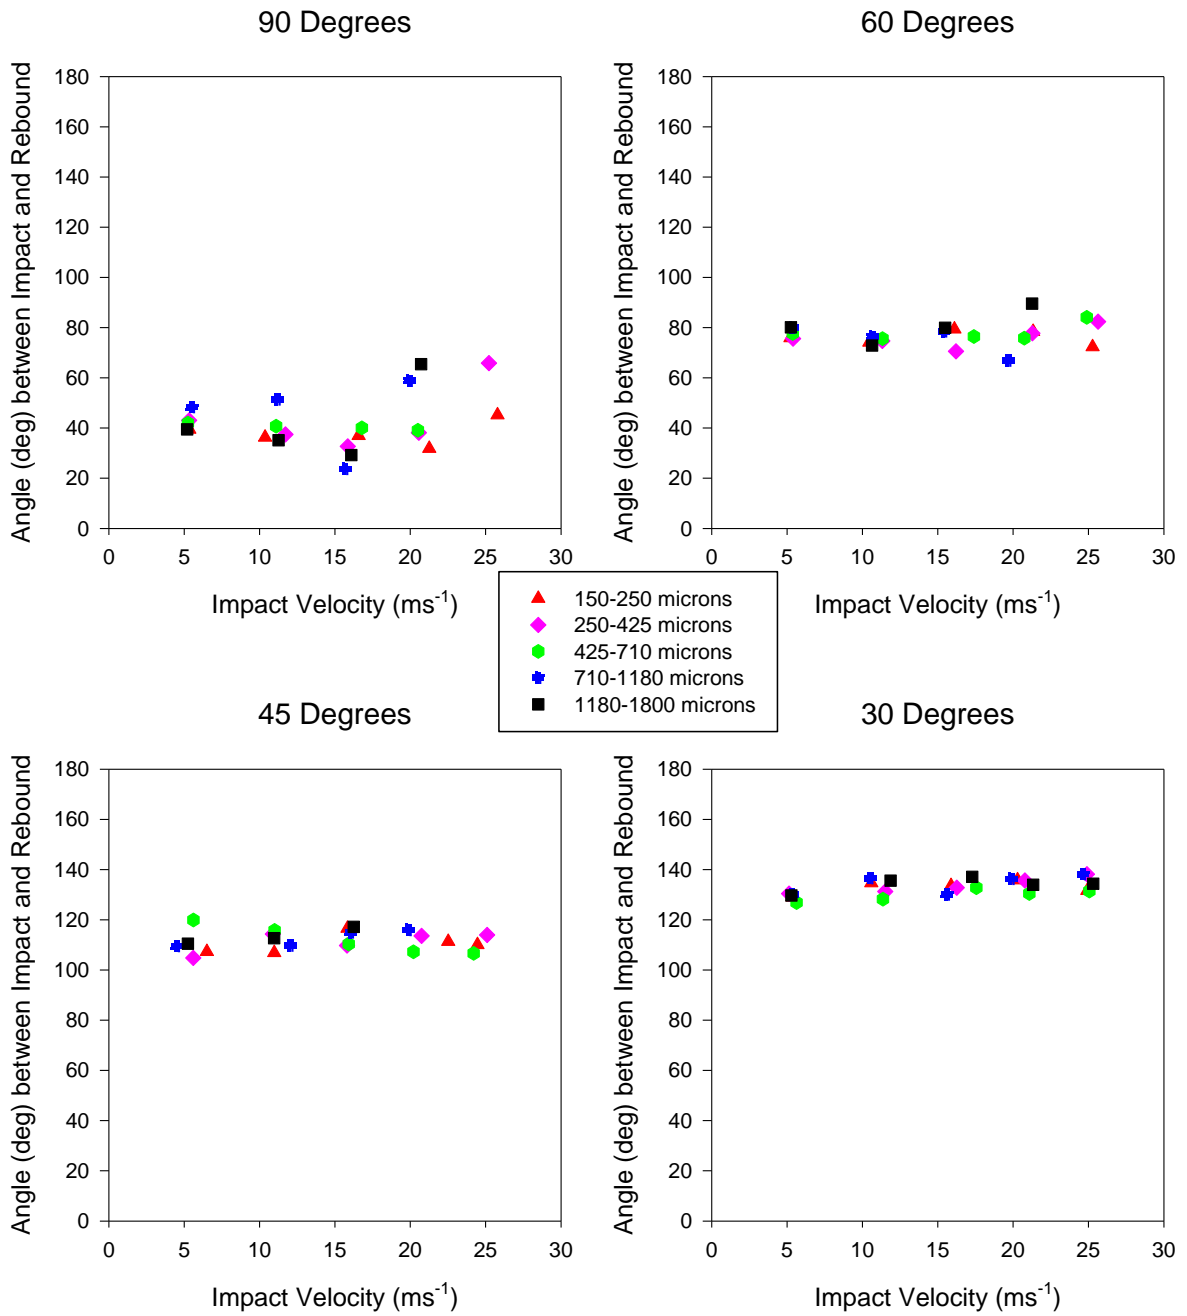 90 Degrees
60 Degrees
Angle (deg) between Impact and Rebound
180
160
140
120
100
80
60
40
20
0
0 5 10 15 20 25 30
Impact Velocity (ms⁻¹)
Angle (deg) between Impact and Rebound
180
160
140
120
100
80
60
40
20
0
0 5 10 15 20 25 30
Impact Velocity (ms⁻¹)
150-250 microns
250-425 microns
425-710 microns
710-1180 microns
1180-1800 microns
45 Degrees
30 Degrees
Angle (deg) between Impact and Rebound
180
160
140
120
100
80
60
40
20
0
0 5 10 15 20 25 30
Impact Velocity (ms⁻¹)
Angle (deg) between Impact and Rebound
180
160
140
120
100
80
60
40
20
0
0 5 10 15 20 25 30
Impact Velocity (ms⁻¹)